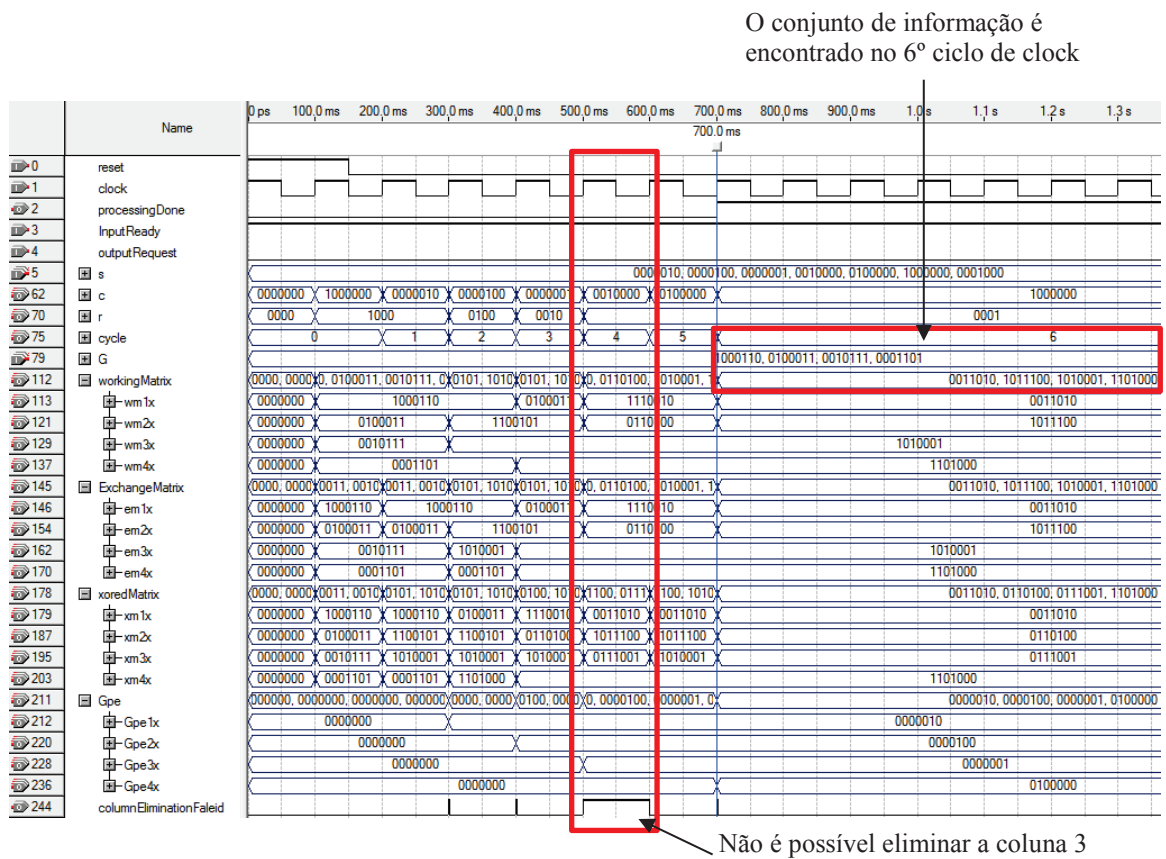 O conjunto de informação é
encontrado no 6º ciclo de clock
Name
0 ps 100.0 ms 200.0 ms 300.0 ms 400.0 ms 500.0 ms 600.0 ms 700.0 ms 800.0 ms 900.0 ms 1.0 s 1.1 s 1.2 s 1.3 s
700.0 ms
0 reset
1 clock
2 processingDone
3 InputReady
4 outputRequest
5 s 0000010, 0000100, 0000001, 0010000, 0100000, 1000000, 0001000
62 c 0000000 1000000 0000010 0000100 0000001 0010000 0100000 1000000
70 r 0000 1000 0100 0010 0001
75 cycle 0 1 2 3 4 5 6
79 G 1000110, 0100011, 0010111, 0001101
112 workingMatrix 0011010, 1011100, 1010001, 1101000
113 wm1x 0000000 1000110 0100011 1110010 0011010
121 wm2x 0000000 0100011 1100101 0110100 1011100
129 wm3x 0000000 0010111 1010001
137 wm4x 0000000 0001101 1101000
145 ExchangeMatrix 0011010, 1011100, 1010001, 1101000
146 em1x 0000000 1000110 1000110 0100011 1110010 0011010
154 em2x 0000000 0100011 0100011 1100101 0110100 1011100
162 em3x 0000000 0010111 1010001 1010001
170 em4x 0000000 0001101 0001101 1101000
178 xoredMatrix 0011010, 0110100, 0111001, 1101000
179 xm1x 0000000 1000110 1000110 0100011 1110010 0011010 0011010 0011010
187 xm2x 0000000 0100011 1100101 1100101 0110100 1011100 1011100 0110100
195 xm3x 0000000 0010111 1010001 1010001 1010001 0111001 1010001 0111001
203 xm4x 0000000 0001101 0001101 1101000 1101000
211 Gpe 0000010, 0000100, 0000001, 0100000
212 Gpe1x 0000000 0000010
220 Gpe2x 0000000 0000100
228 Gpe3x 0000000 0000001
236 Gpe4x 0000000 0100000
244 columnEliminationFaleid
Não é possível eliminar a coluna 3